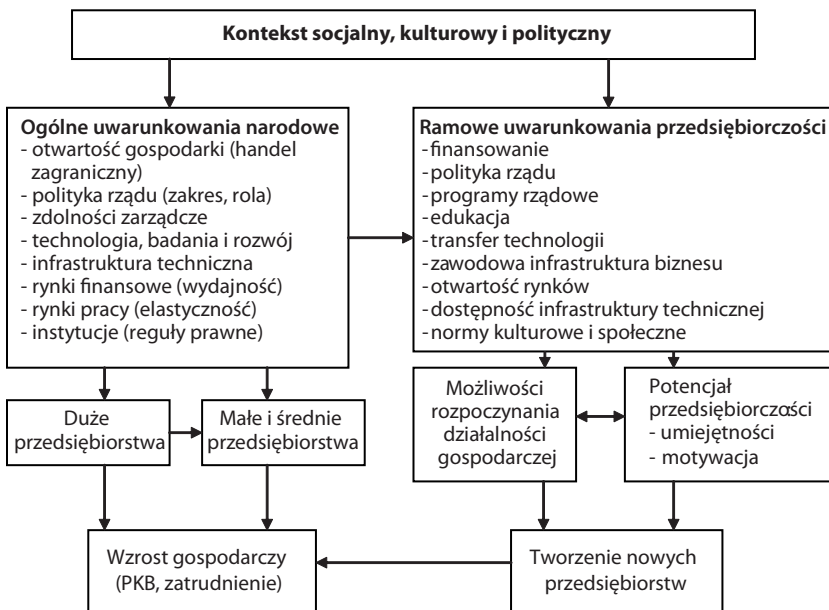 Kontekst socjalny, kulturowy i polityczny
Ogólne uwarunkowania narodowe
- otwartość gospodarki (handel
zagraniczny)
- polityka rządu (zakres, rola)
- zdolności zarządcze
- technologia, badania i rozwój
- infrastruktura techniczna
- rynki finansowe (wydajność)
- rynki pracy (elastyczność)
- instytucje (reguły prawne)
Ramowe uwarunkowania przedsiębiorczości
- finansowanie
- polityka rządu
- programy rządowe
- edukacja
- transfer technologii
- zawodowa infrastruktura biznesu
- otwartość rynków
- dostępność infrastruktury technicznej
- normy kulturowe i społeczne
Duże
przedsiębiorstwa
Małe i średnie
przedsiębiorstwa
Możliwości
rozpoczynania
działalności
gospodarczej
Potencjał
przedsiębiorczości
- umiejętności
- motywacja
Wzrost gospodarczy
(PKB, zatrudnienie)
Tworzenie nowych
przedsiębiorstw